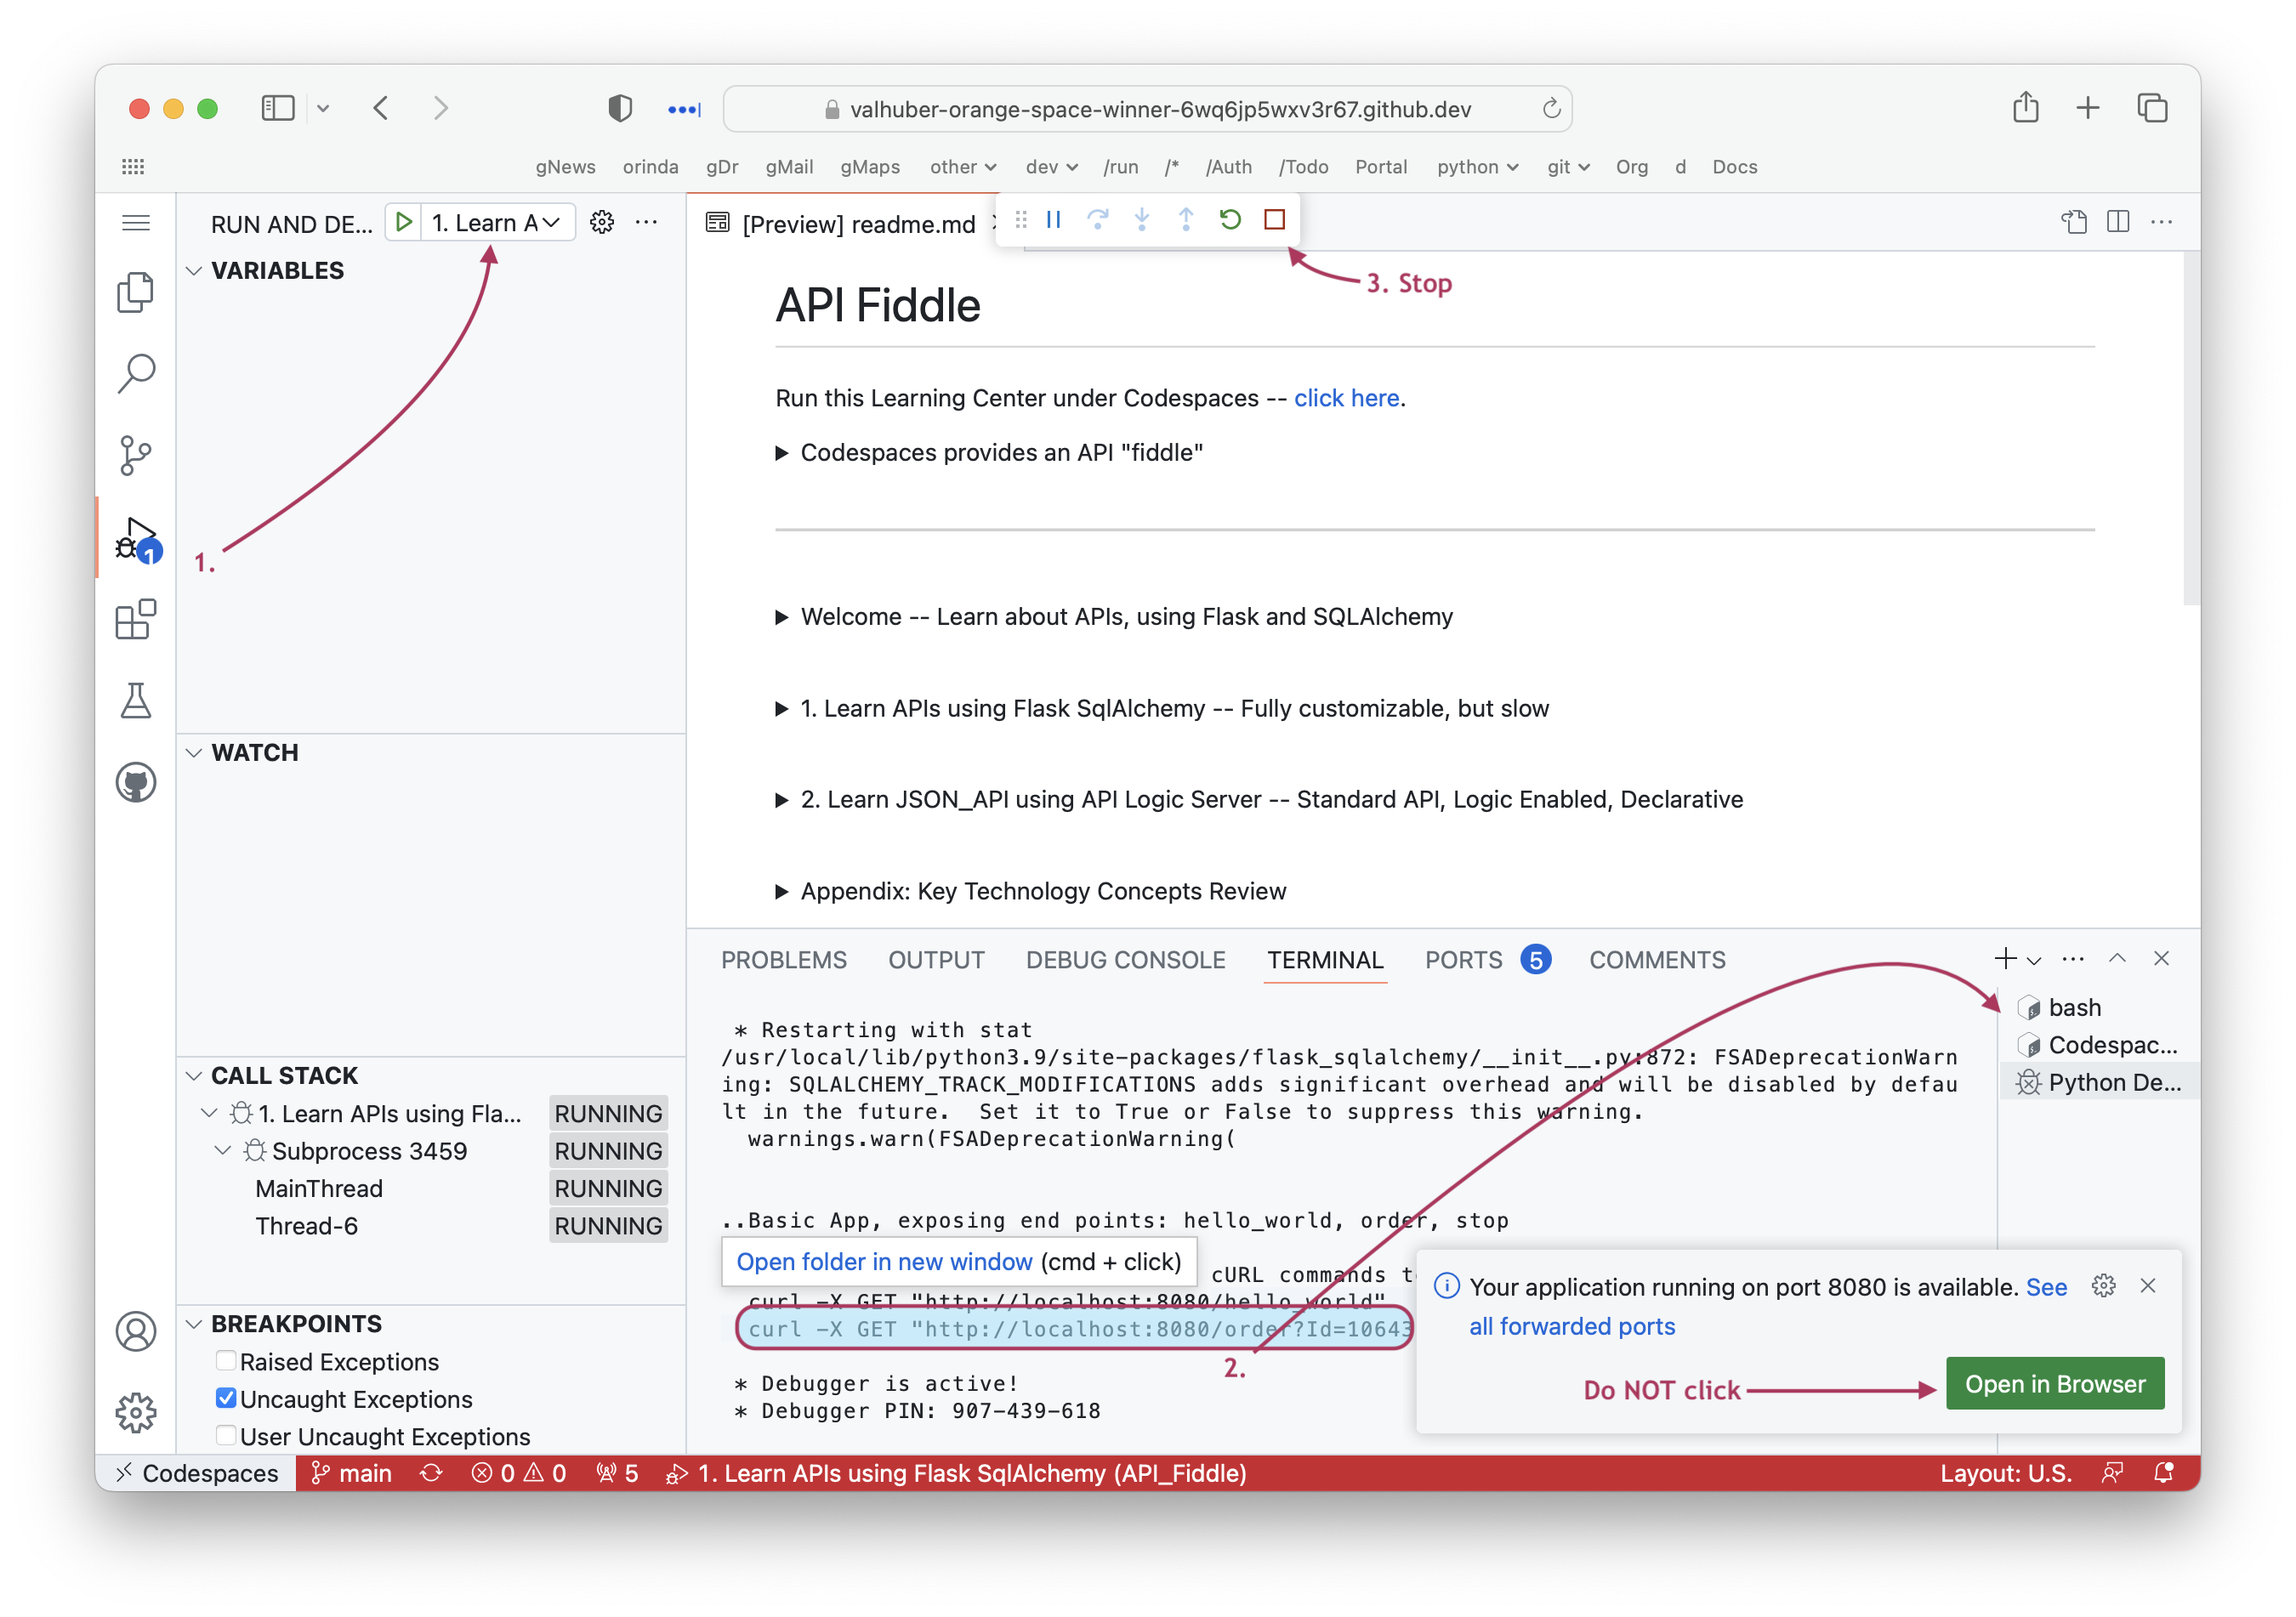 valhuber-orange-space-winner-6wq6jp5wxv3r67.github.dev
gNews orinda gDr gMail gMaps other dev /run /* /Auth /Todo Portal python git Org d Docs
RUN AND DE... 1. Learn A
[Preview] readme.md
3. Stop
VARIABLES
1.
1
WATCH
CALL STACK
1. Learn APIs using Fla... RUNNING
Subprocess 3459 RUNNING
MainThread RUNNING
Thread-6 RUNNING
BREAKPOINTS
Raised Exceptions
Uncaught Exceptions
User Uncaught Exceptions
API Fiddle
Run this Learning Center under Codespaces -- click here.
Codespaces provides an API "fiddle"
Welcome -- Learn about APIs, using Flask and SQLAlchemy
1. Learn APIs using Flask SqlAlchemy -- Fully customizable, but slow
2. Learn JSON_API using API Logic Server -- Standard API, Logic Enabled, Declarative
Appendix: Key Technology Concepts Review
PROBLEMS OUTPUT DEBUG CONSOLE TERMINAL PORTS 5 COMMENTS
bash
Codespac...
Python De...
* Restarting with stat
/usr/local/lib/python3.9/site-packages/flask_sqlalchemy/__init__.py:872: FSADeprecationWarn
ing: SQLALCHEMY_TRACK_MODIFICATIONS adds significant overhead and will be disabled by defau
lt in the future.  Set it to True or False to suppress this warning.
warnings.warn(FSADeprecationWarning(
..Basic App, exposing end points: hello_world, order, stop
Open folder in new window (cmd + click)
cURL commands
curl -X GET "http://localhost:8080/hello_world"
curl -X GET "http://localhost:8080/order?Id=10643
2.
* Debugger is active!
* Debugger PIN: 907-439-618
Your application running on port 8080 is available. See
all forwarded ports
Do NOT click
Open in Browser
Codespaces main 0 0 5 1. Learn APIs using Flask SqlAlchemy (API_Fiddle) Layout: U.S.